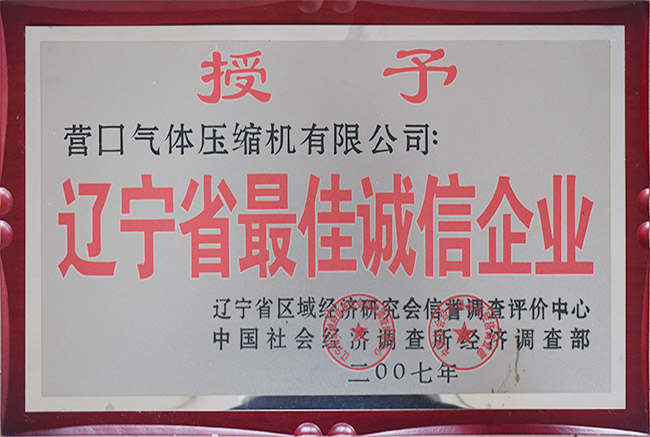 授予
营口气体压缩机有限公司:
辽宁省最佳诚信企业
辽宁省区域经济研究会信誉调查评价中心
中国社会经济调查所经济调查部
二00七年